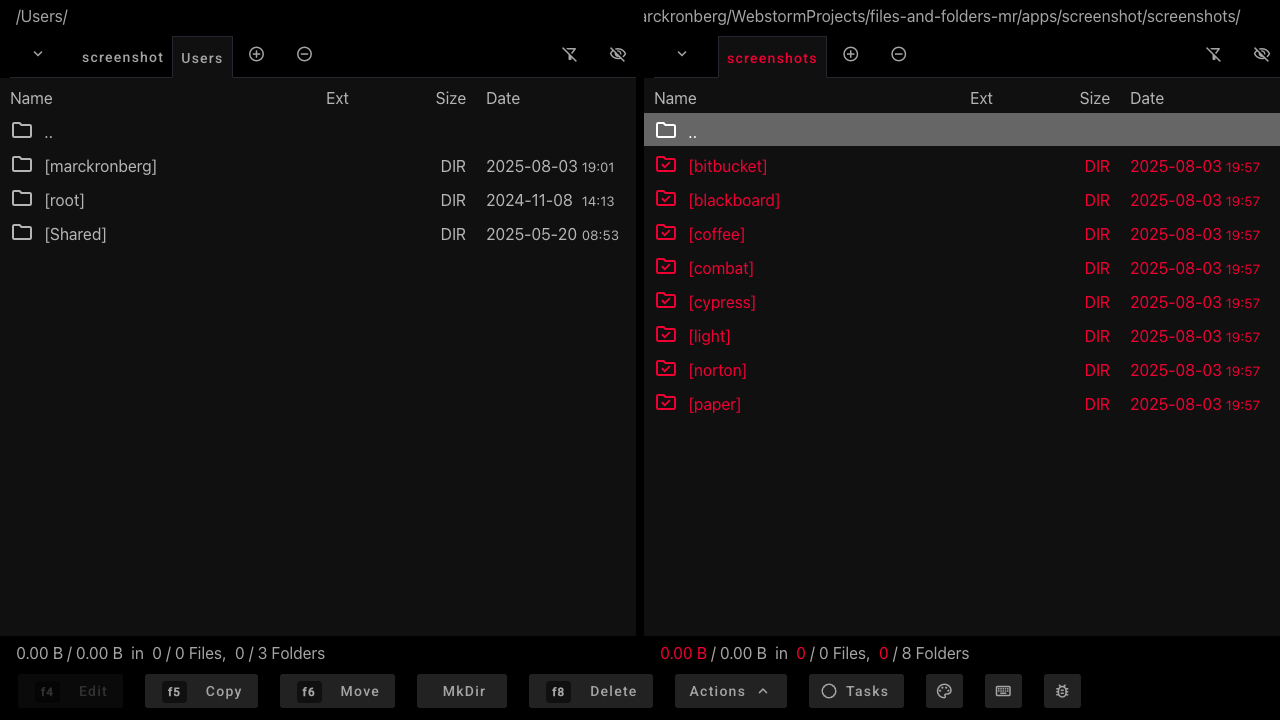 /Users/
arckronberg/WebstormProjects/files-and-folders-mr/apps/screenshot/screenshots/
screenshot Users
screenshots
Name Ext Size Date
..
[marckronberg] DIR 2025-08-03 19:01
[root] DIR 2024-11-08 14:13
[Shared] DIR 2025-05-20 08:53
Name Ext Size Date
..
[bitbucket] DIR 2025-08-03 19:57
[blackboard] DIR 2025-08-03 19:57
[coffee] DIR 2025-08-03 19:57
[combat] DIR 2025-08-03 19:57
[cypress] DIR 2025-08-03 19:57
[light] DIR 2025-08-03 19:57
[norton] DIR 2025-08-03 19:57
[paper] DIR 2025-08-03 19:57
0.00 B / 0.00 B in 0 / 0 Files, 0 / 3 Folders
0.00 B / 0.00 B in 0 / 0 Files, 0 / 8 Folders
f4 Edit f5 Copy f6 Move MkDir f8 Delete Actions Tasks